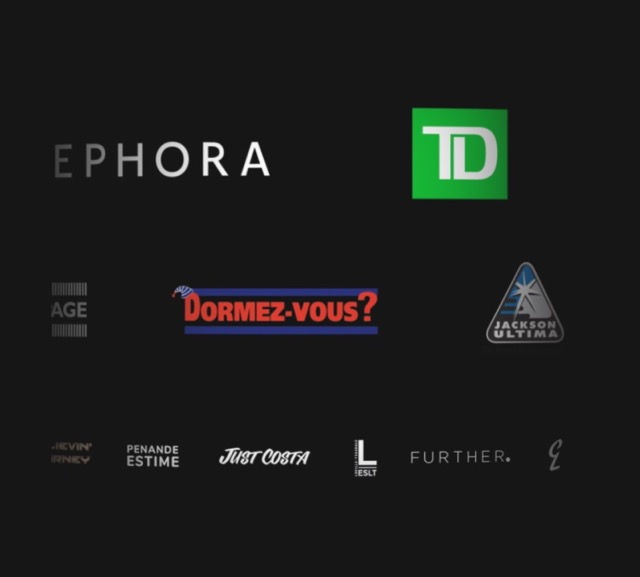 EPHORA
TD
AGE
DORMEZ-VOUS?
JACKSON
ULTIMA
PENANDE
ESTIME
JUST COSTA
L
ESLT
FURTHER.